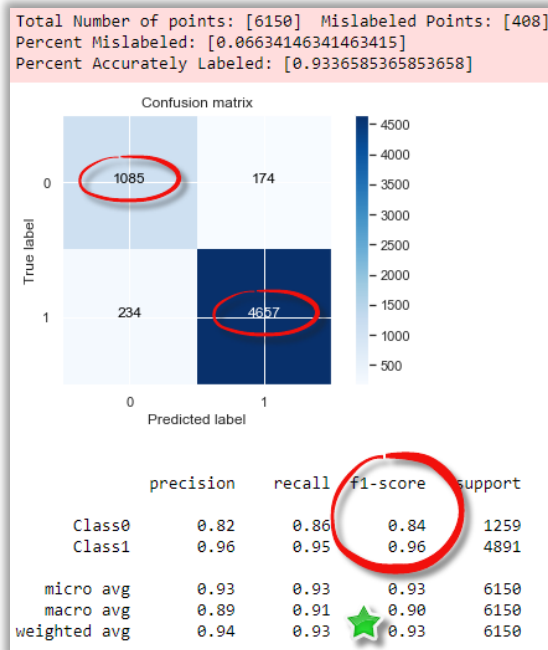 Total Number of points: [6150]  Mislabeled Points: [408]
Percent Mislabeled: [0.06634146341463415]
Percent Accurately Labeled: [0.9336585365853658]
Confusion matrix
4500
4000
3500
3000
2500
2000
1500
1000
500
True label
0
1085 174
1
234 4657
0 1
Predicted label
precision recall f1-score support
Class0 0.82 0.86 0.84 1259
Class1 0.96 0.95 0.96 4891
micro avg 0.93 0.93 0.93 6150
macro avg 0.89 0.91 0.90 6150
weighted avg 0.94 0.93 0.93 6150